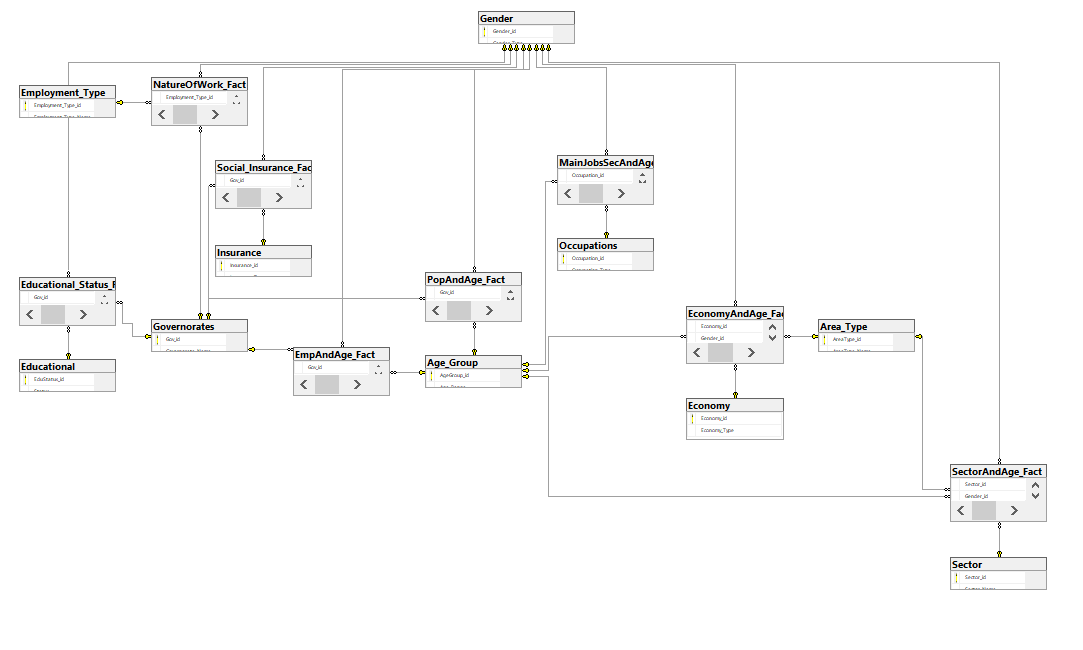 Gender
Gender_id
Employment_Type
Employment_Type_id
NatureOfWork_Fact
Employment_Type_id
Social_Insurance_Fac
Gov_id
MainJobsSecAndAge
Occupation_id
Insurance
Insurance_id
Occupations
Occupation_id
Educational_Status_F
Gov_id
PopAndAge_Fact
Gov_id
Governorates
Gov_id
EconomyAndAge_Fac
Economy_id
Gender_id
Area_Type
AreaType_id
Educational
EduStatus_id
EmpAndAge_Fact
Gov_id
Age_Group
AgeGroup_id
Economy
Economy_id
Economy_Type
SectorAndAge_Fact
Sector_id
Gender_id
Sector
Sector_id